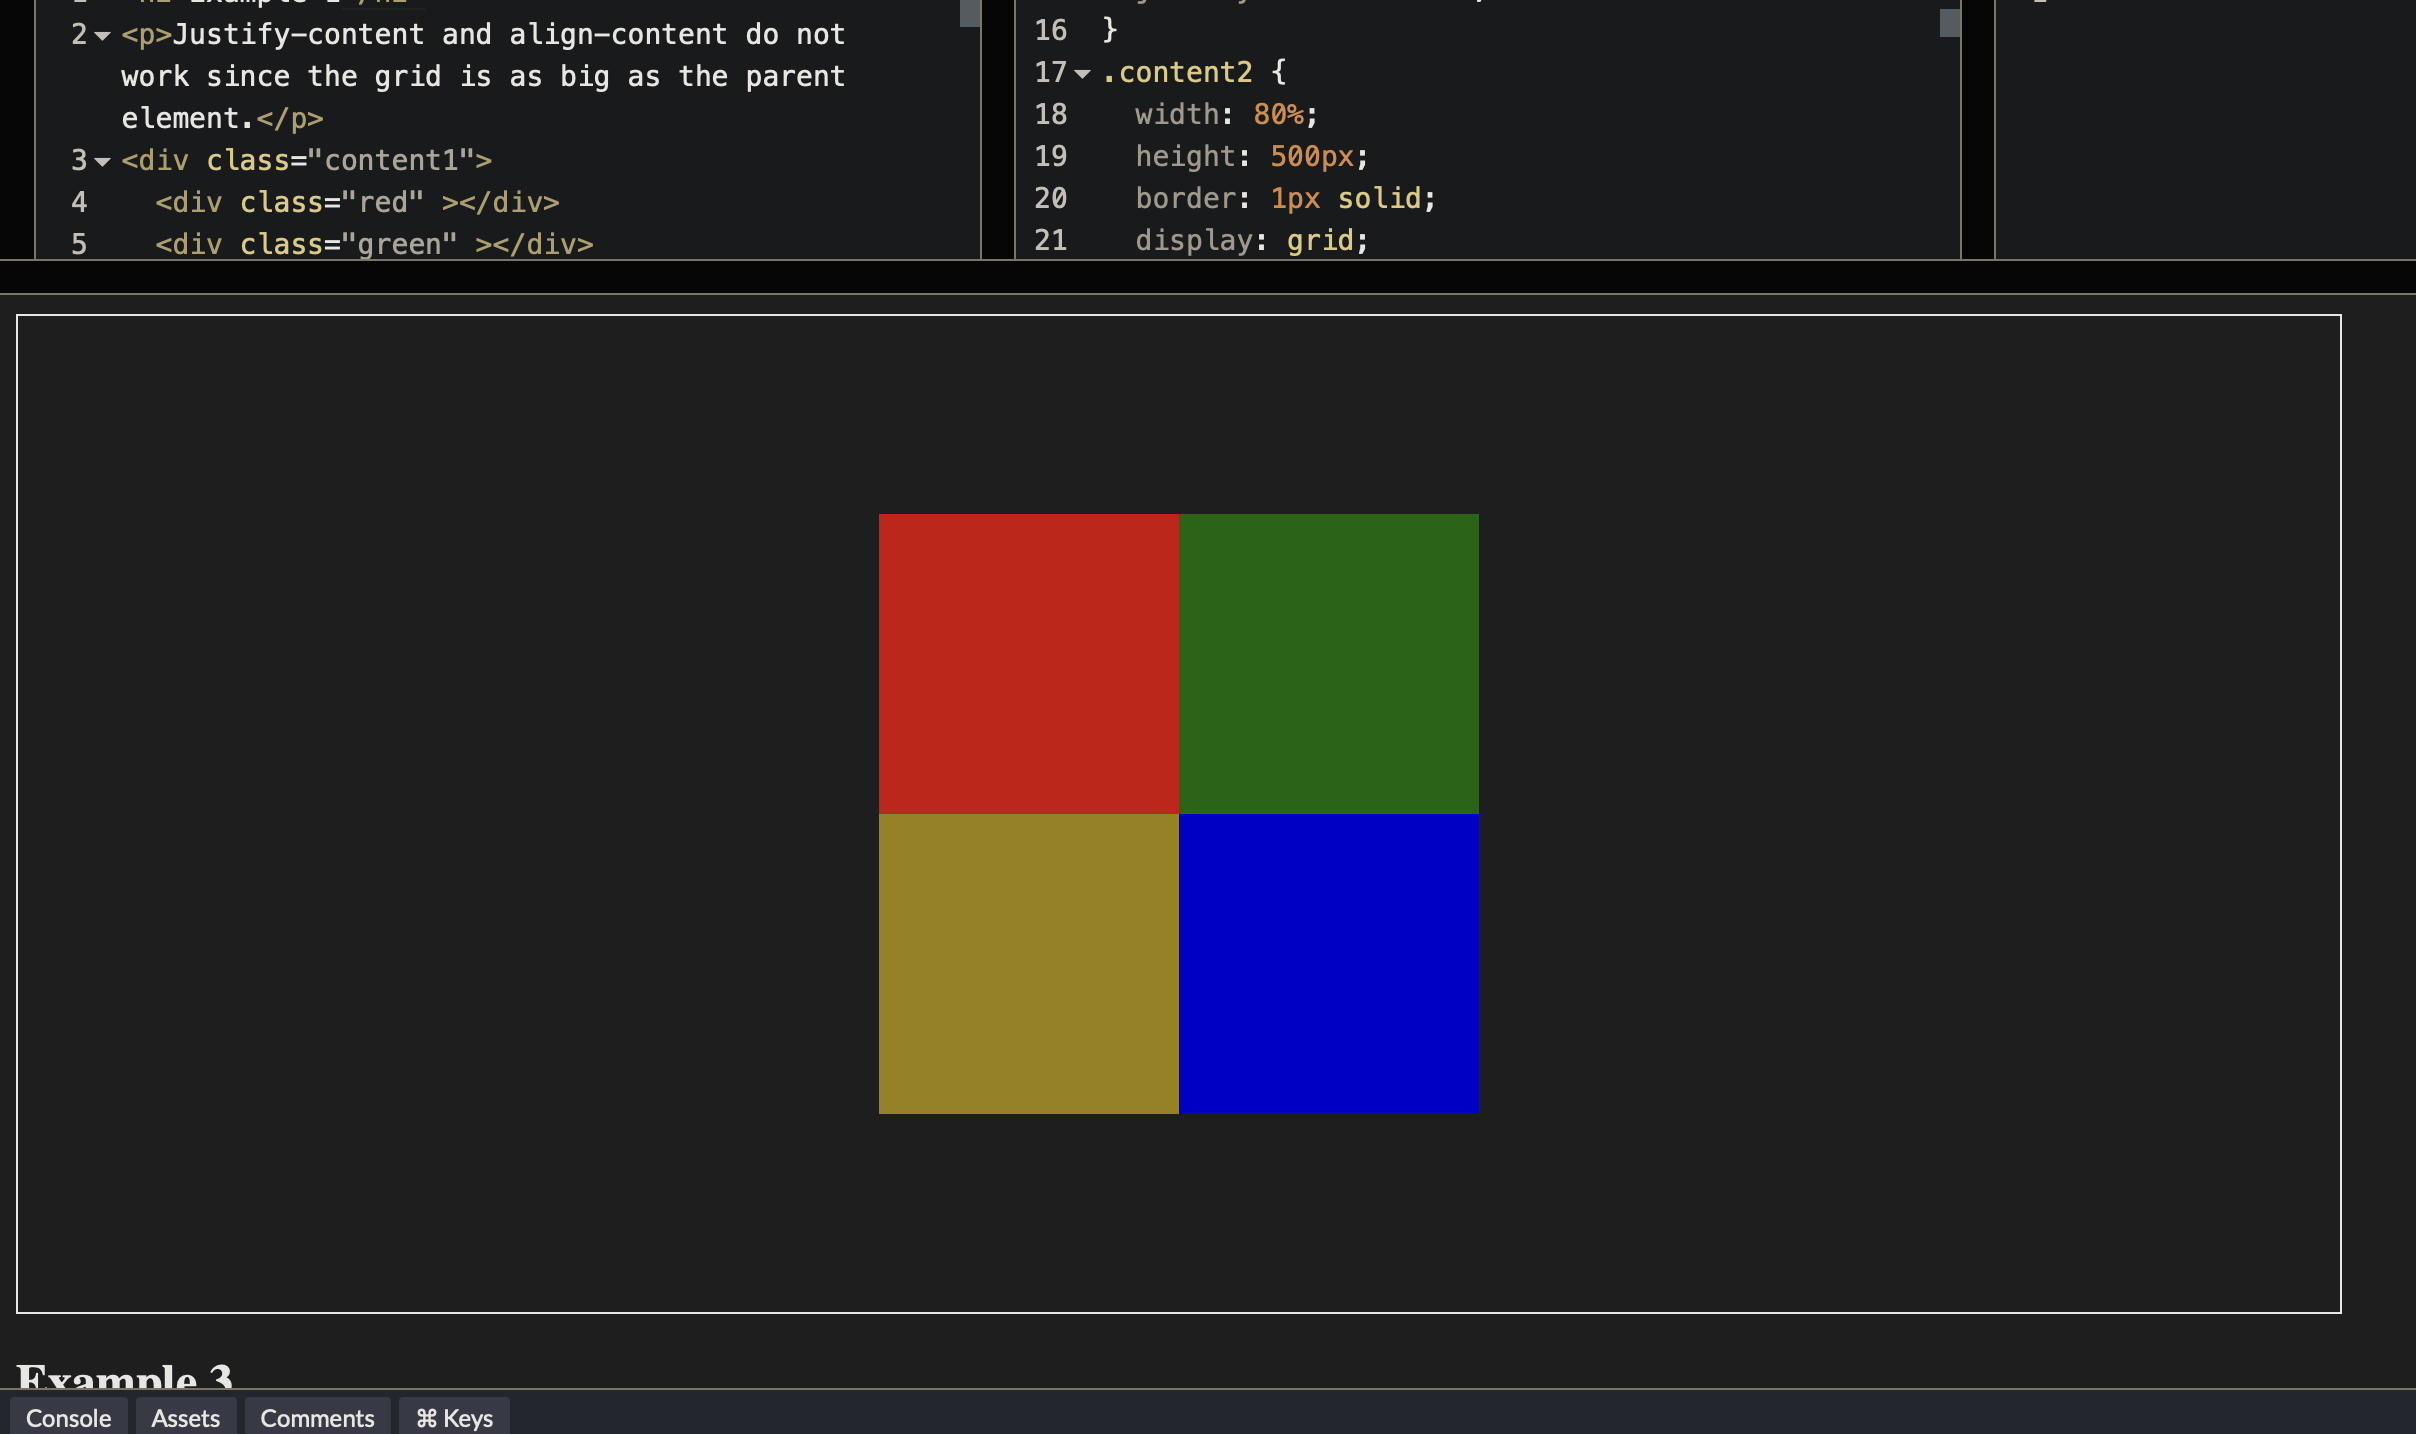 2 <p>Justify-content and align-content do not
work since the grid is as big as the parent
element.</p>
3 <div class="content1">
4 <div class="red" ></div>
5 <div class="green" ></div>
16 }
17 .content2 {
18 width: 80%;
19 height: 500px;
20 border: 1px solid;
21 display: grid;
Example 3
Console
Assets
Comments
⌘ Keys